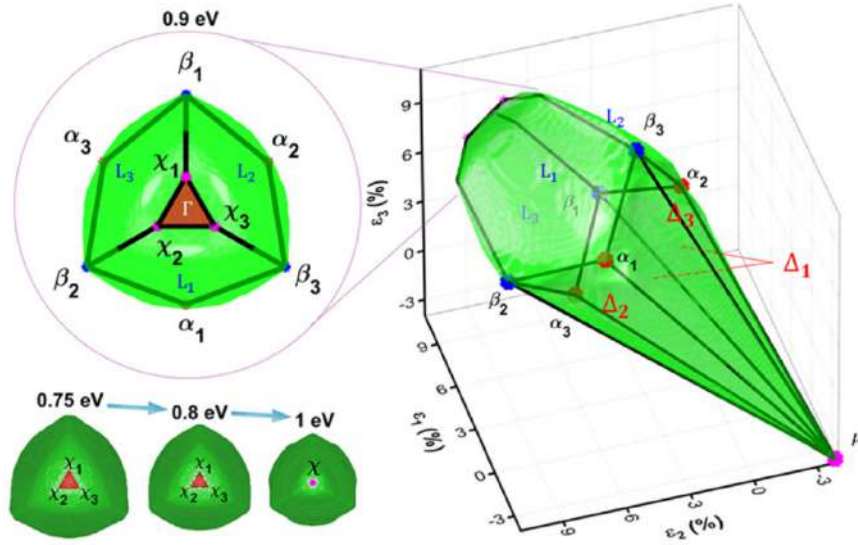 0.9 eV
β1
α3
α2
L3
χ1
L2
Γ
χ3
χ2
β2
L1
β3
α1
0.75 eV
0.8 eV
1 eV
χ1
χ2
χ3
χ1
χ2
χ3
χ
9
6
3
0
-3
ε3 (%)
L2
β3
L1
α2
β1
L3
Δ3
α1
Δ1
β2
α3
Δ2
9
6
3
0
-3
ε1 (%)
9
6
0
-3
ε2 (%)